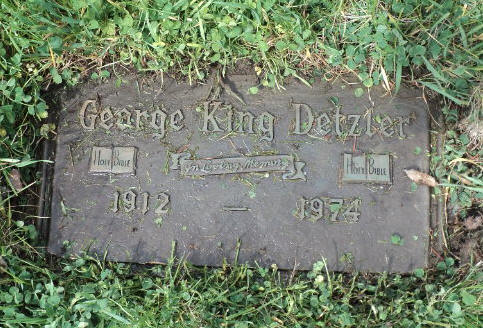 George King Detzler
Holy Bible In Loving Memory Holy Bible
1912 — 1974